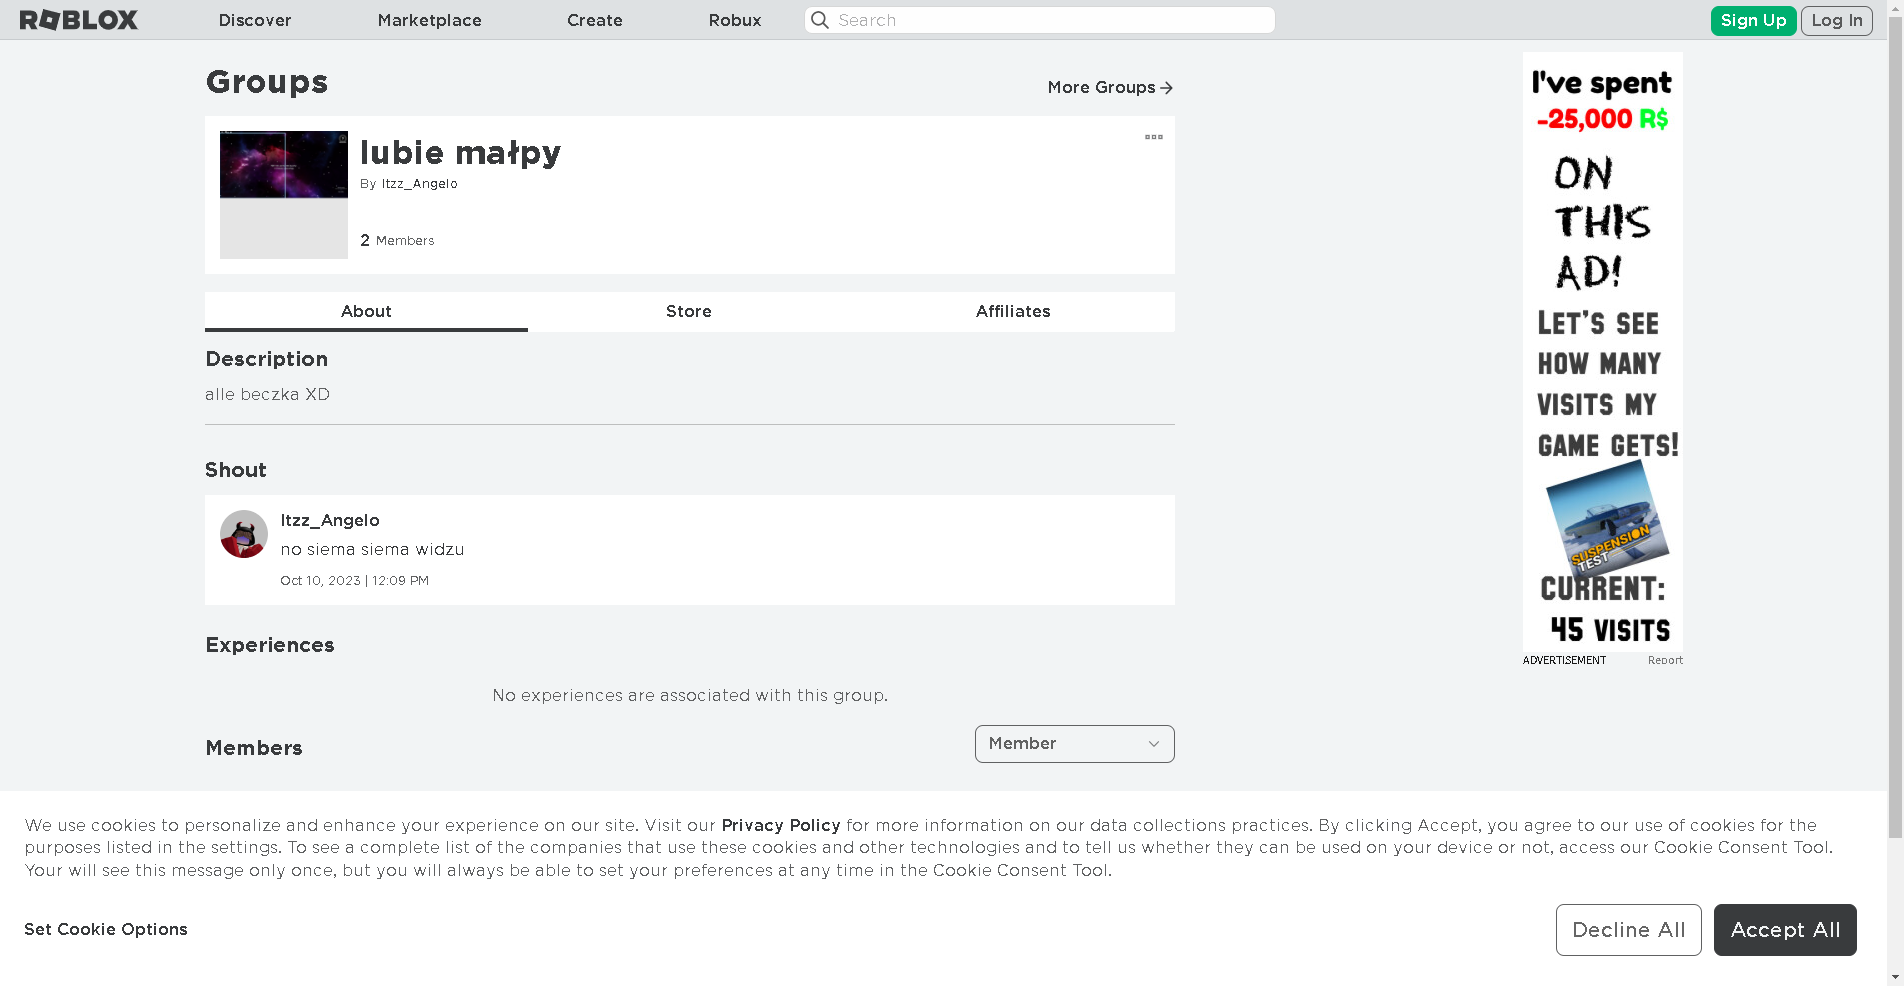 ROBLOX
Discover
Marketplace
Create
Robux
Search
Sign Up
Log In
Groups
More Groups
lubie małpy
By Itzz_Angelo
2 Members
About
Store
Affiliates
Description
alle beczka XD
Shout
Itzz_Angelo
no siema siema widzu
Oct 10, 2023 | 12:09 PM
Experiences
No experiences are associated with this group.
Members
Member
I've spent
-25,000 R$
ON
THIS
AD!
LET'S SEE
HOW MANY
VISITS MY
GAME GETS!
SUSPENSION
TEST
CURRENT:
45 VISITS
ADVERTISEMENT
Report
We use cookies to personalize and enhance your experience on our site. Visit our Privacy Policy for more information on our data collections practices. By clicking Accept, you agree to our use of cookies for the
purposes listed in the settings. To see a complete list of the companies that use these cookies and other technologies and to tell us whether they can be used on your device or not, access our Cookie Consent Tool.
Your will see this message only once, but you will always be able to set your preferences at any time in the Cookie Consent Tool.
Set Cookie Options
Decline All
Accept All